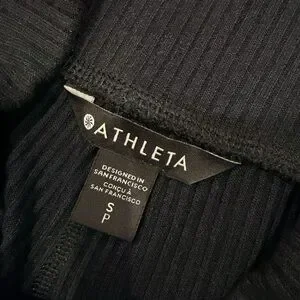 ATHLETA
DESIGNED IN
SAN FRANCISCO
CONÇU À
SAN FRANCISCO
S
P